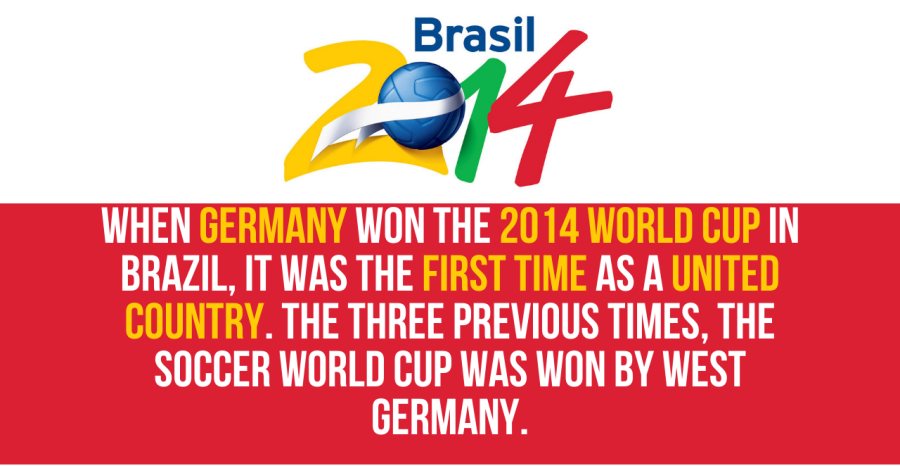 Brasil
2014
WHEN GERMANY WON THE 2014 WORLD CUP IN
BRAZIL, IT WAS THE FIRST TIME AS A UNITED
COUNTRY. THE THREE PREVIOUS TIMES, THE
SOCCER WORLD CUP WAS WON BY WEST
GERMANY.